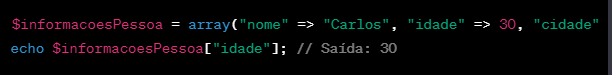 $informacoesPessoa = array("nome" => "Carlos", "idade" => 30, "cidade"
echo $informacoesPessoa["idade"]; // Saída: 30